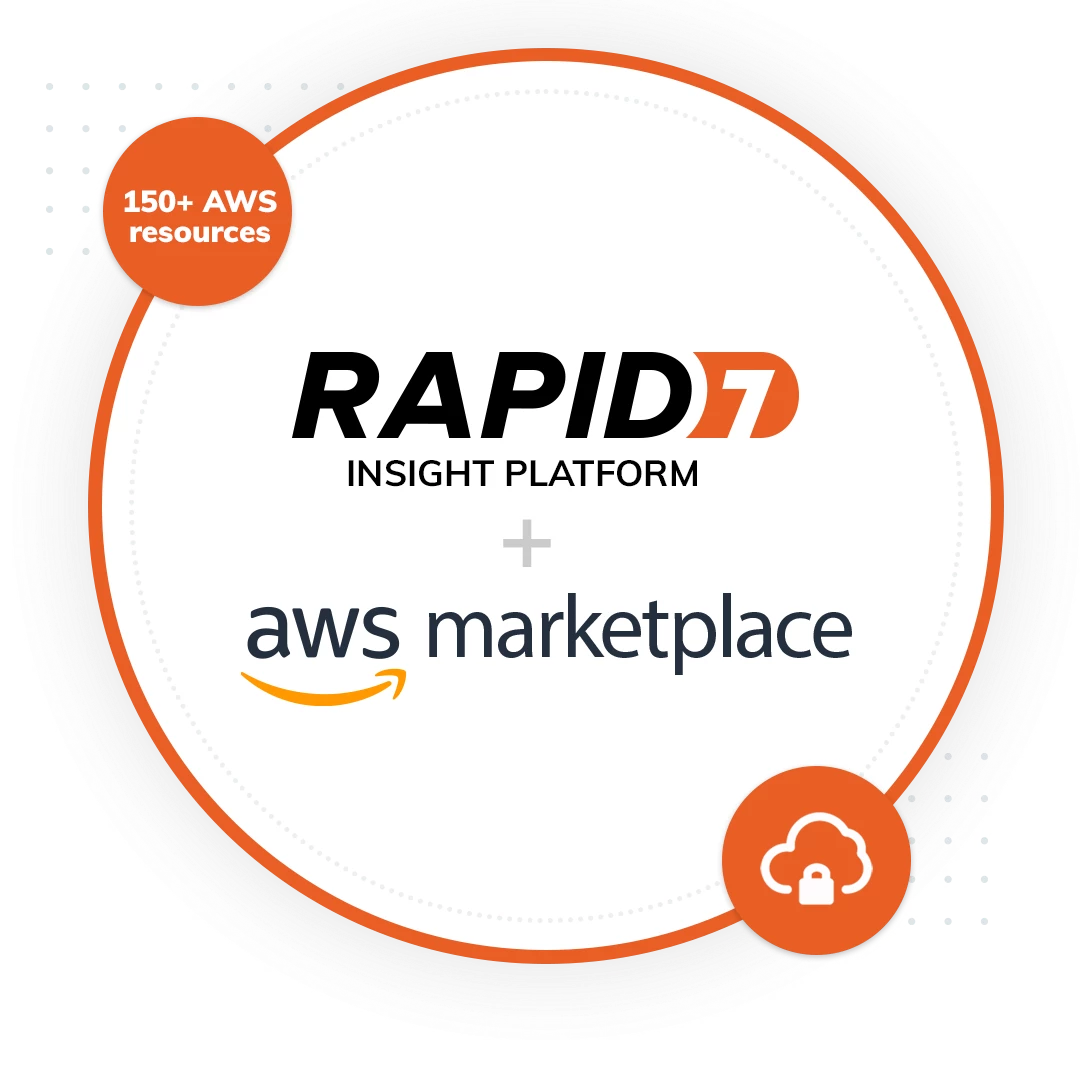 150+ AWS
resources
RAPID7
INSIGHT PLATFORM
+
aws marketplace